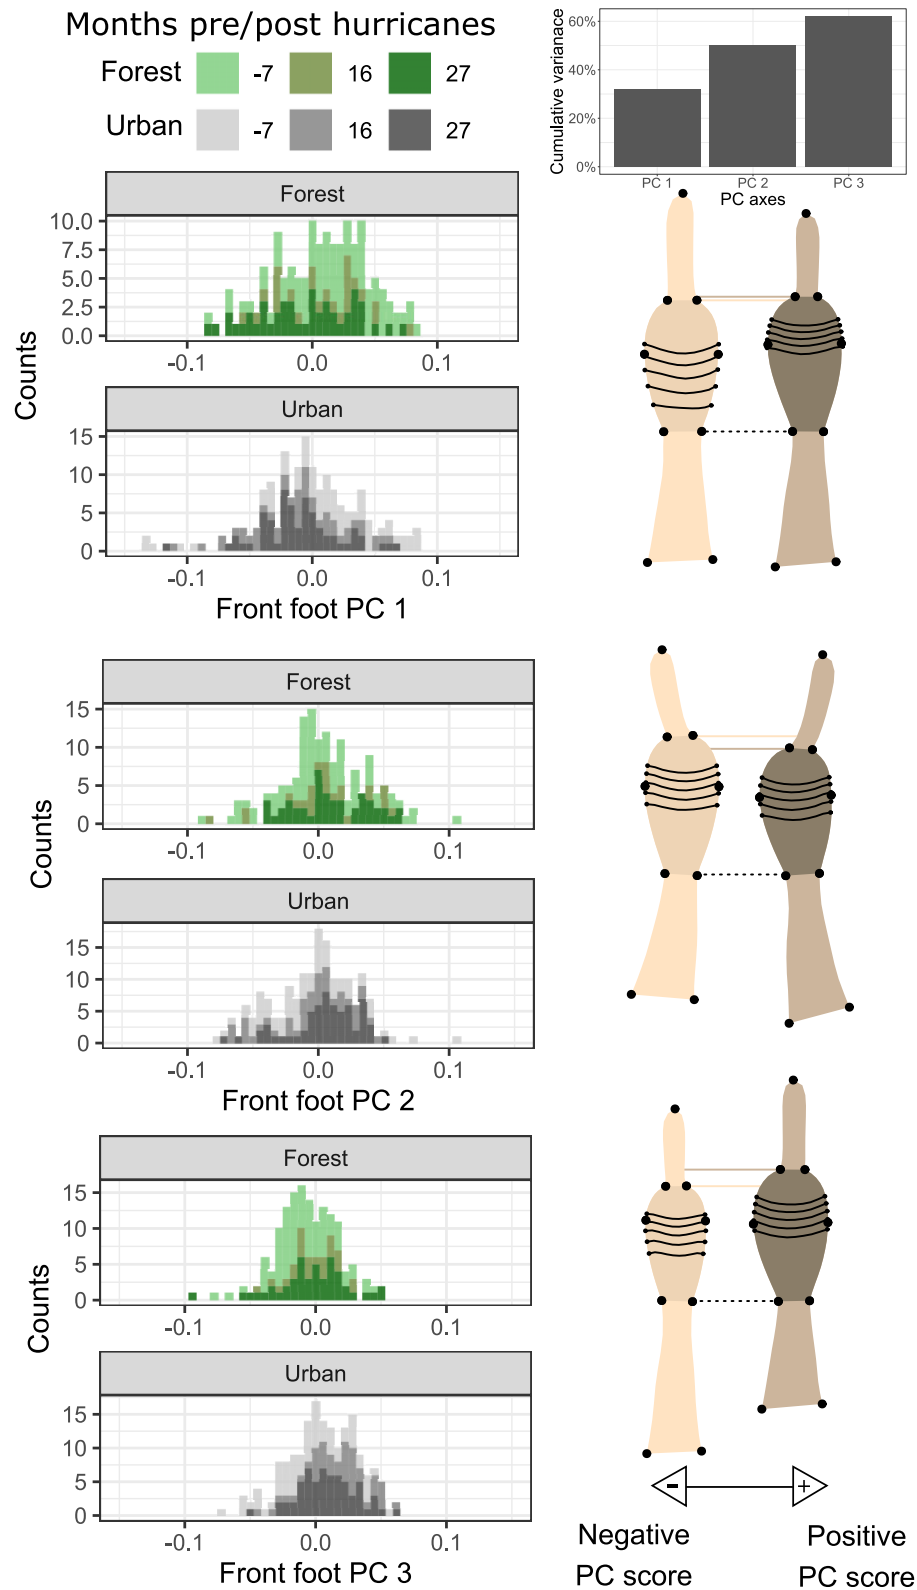 Months pre/post hurricanes
Forest -7 16 27
Urban -7 16 27
Cumulative varianace
60%
40%
20%
0%
PC 1 PC 2 PC 3
PC axes
Counts
Forest
10.0
7.5
5.0
2.5
0.0
-0.1 0.0 0.1
Urban
15
10
5
0
-0.1 0.0 0.1
Front foot PC 1
Counts
Forest
15
10
5
0
-0.1 0.0 0.1
Urban
15
10
5
0
-0.1 0.0 0.1
Front foot PC 2
Counts
Forest
15
10
5
0
-0.1 0.0 0.1
Urban
15
10
5
0
-0.1 0.0 0.1
Front foot PC 3
- +
Negative Positive
PC score PC score